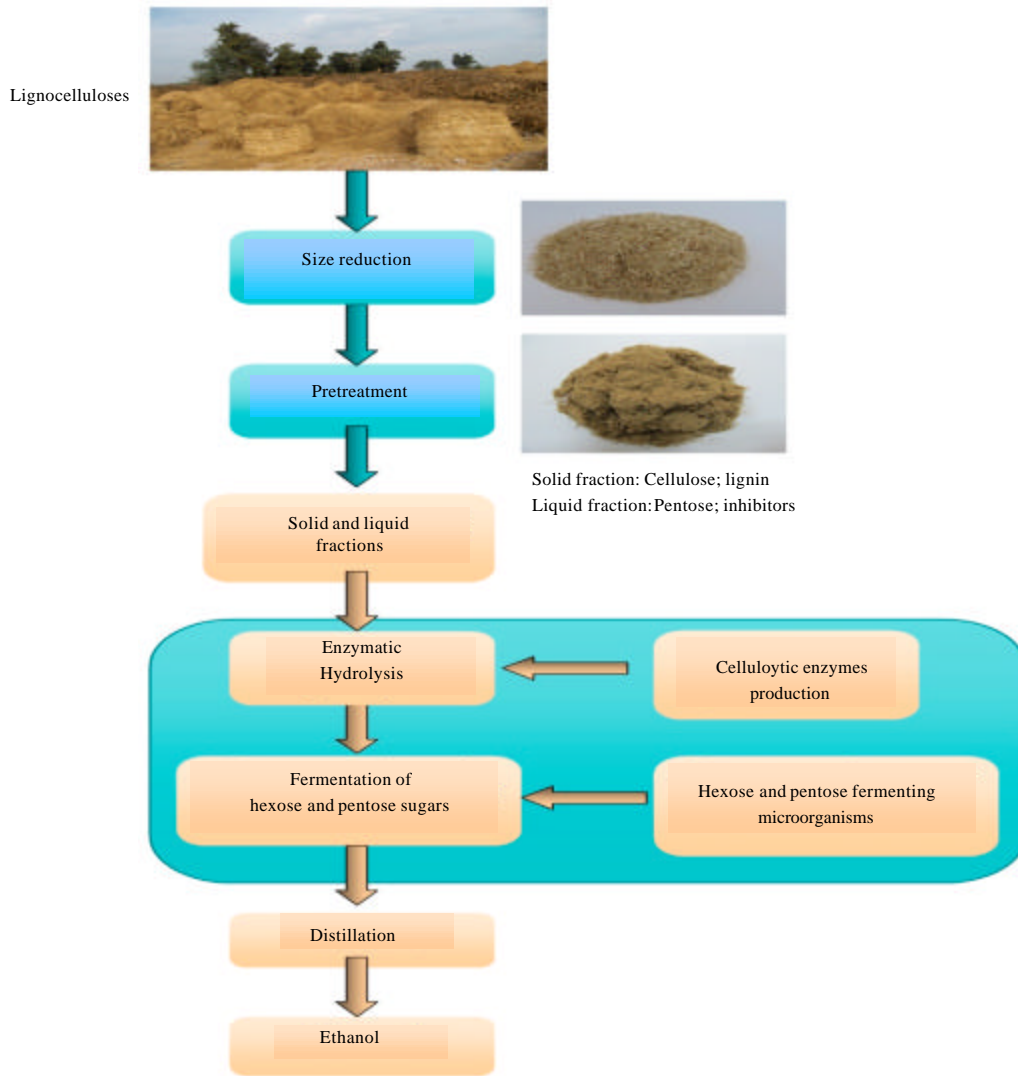 Lignocelluloses
Size reduction
Pretreatment
Solid fraction: Cellulose; lignin
Liquid fraction: Pentose; inhibitors
Solid and liquid
fractions
Enzymatic
Hydrolysis
Celluloytic enzymes
production
Fermentation of
hexose and pentose sugars
Hexose and pentose fermenting
microorganisms
Distillation
Ethanol